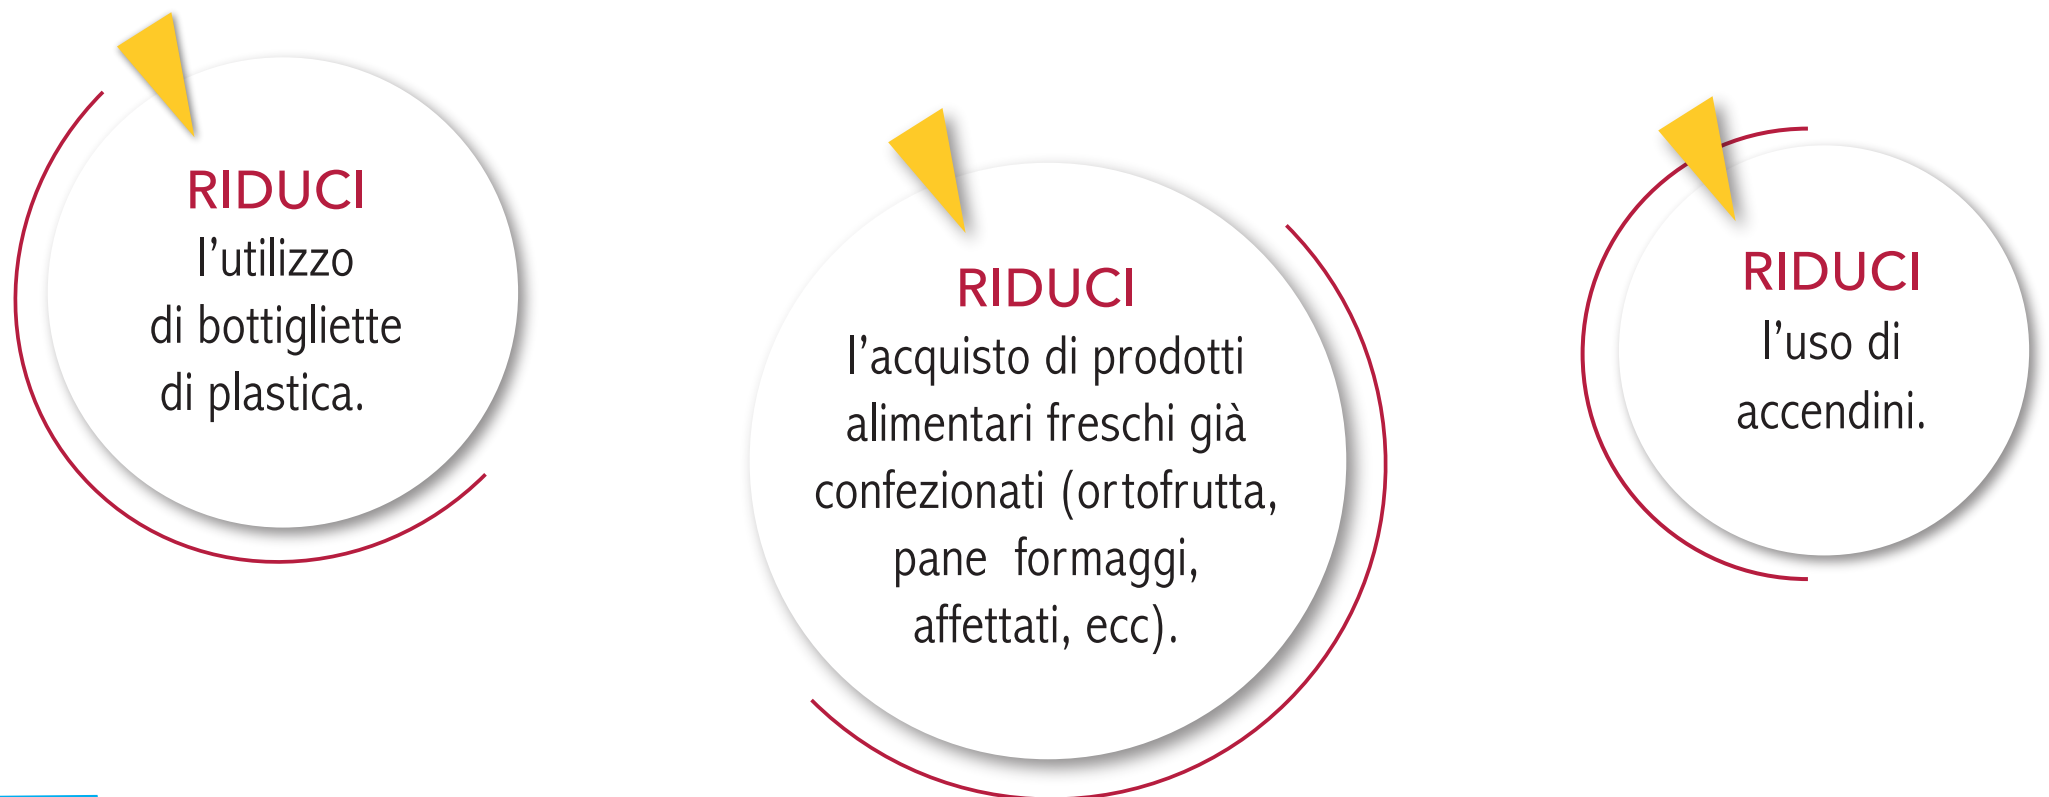 RIDUCI
l’utilizzo
di bottigliette
di plastica.
RIDUCI
l’acquisto di prodotti
alimentari freschi già
confezionati (ortofrutta,
pane  formaggi,
affettati, ecc).
RIDUCI
l’uso di
accendini.